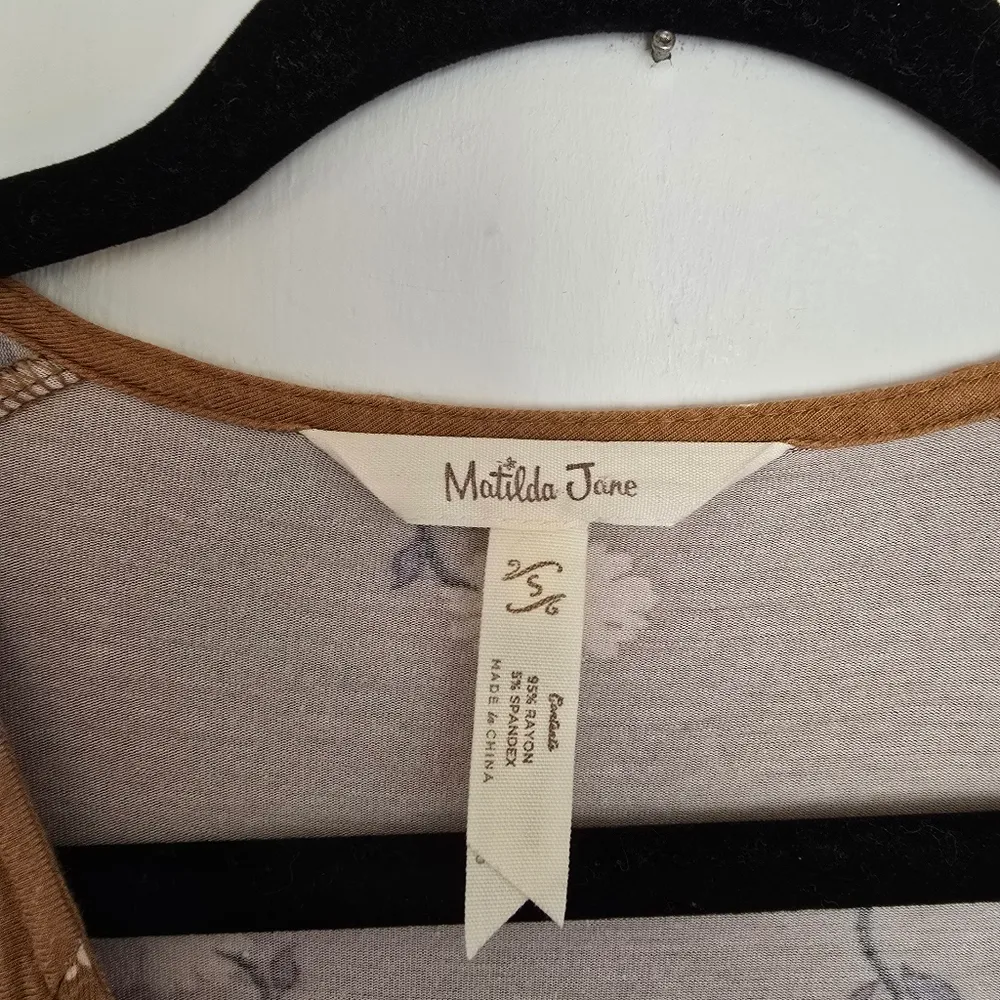 Matilda Jane
S
Contents
95% RAYON
5% SPANDEX
MADE in CHINA